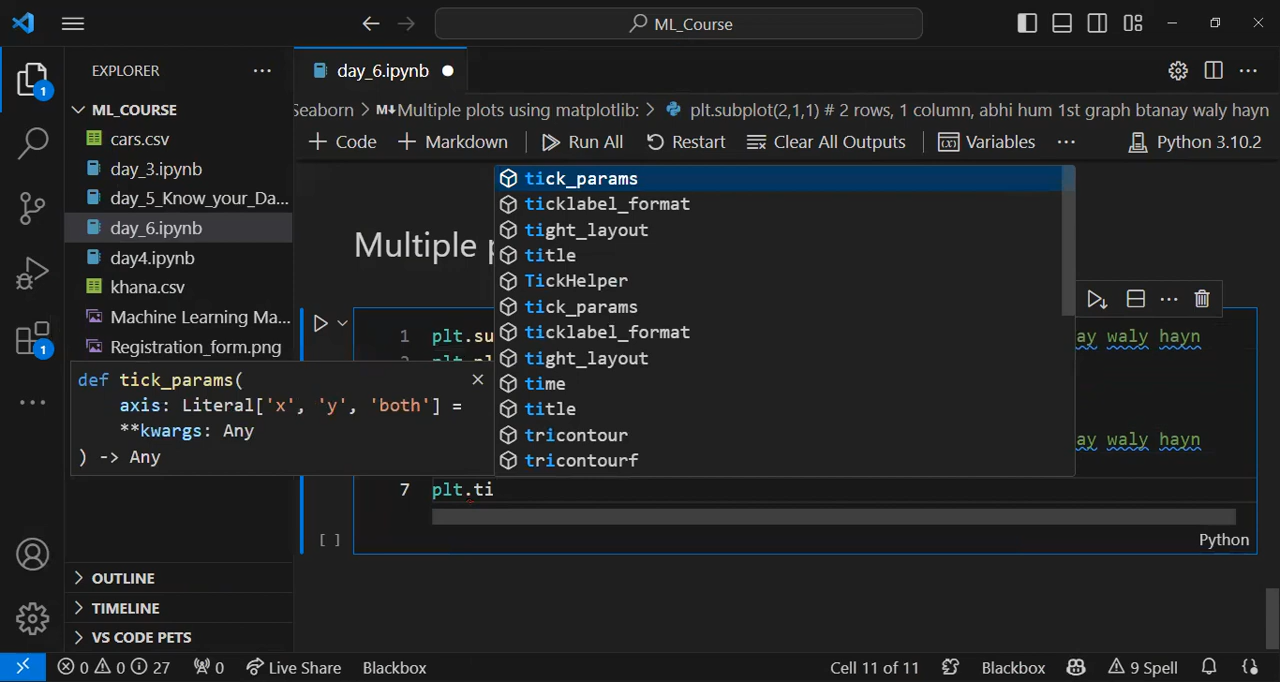 ML_Course
EXPLORER
day_6.ipynb
ML_COURSE
Seaborn > Multiple plots using matplotlib: > plt.subplot(2,1,1) # 2 rows, 1 column, abhi hum 1st graph btanay waly hayn
cars.csv
Code Markdown Run All Restart Clear All Outputs Variables ... Python 3.10.2
day_3.ipynb
day_5_Know_your_Da...
day_6.ipynb
day4.ipynb
khana.csv
Machine Learning Ma...
Registration_form.png
tick_params
ticklabel_format
tight_layout
title
TickHelper
tick_params
ticklabel_format
tight_layout
time
title
tricontour
tricontourf
Multiple
1 plt.su ay waly hayn
def tick_params(
axis: Literal['x', 'y', 'both'] =
**kwargs: Any
) -> Any
ay waly hayn
7 plt.ti
[ ]
Python
OUTLINE
TIMELINE
VS CODE PETS
0 0 27 0 Live Share Blackbox Cell 11 of 11 Blackbox 9 Spell
1
1